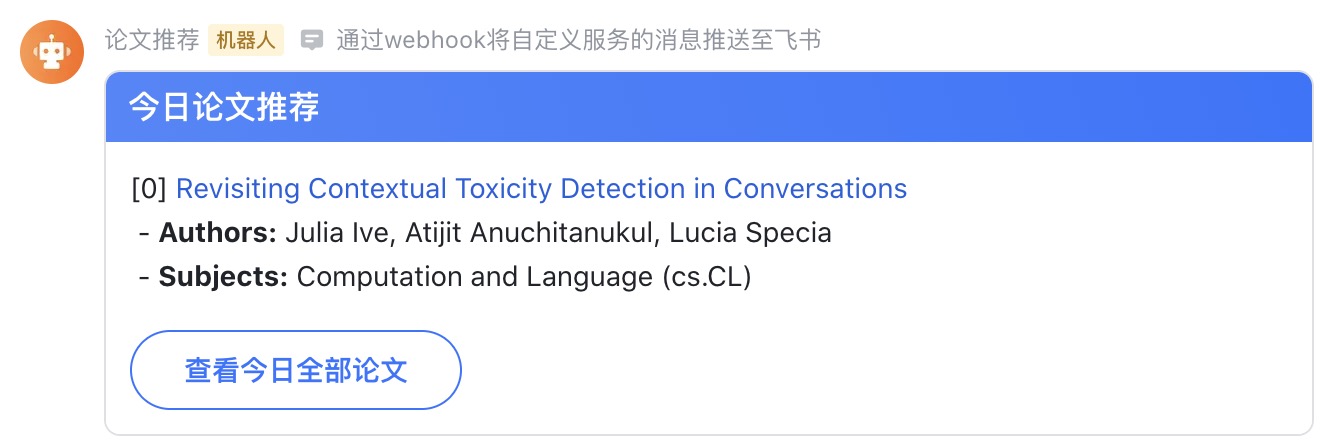 论文推荐 机器人 通过webhook将自定义服务的消息推送至飞书
今日论文推荐
[0] Revisiting Contextual Toxicity Detection in Conversations
- Authors: Julia Ive, Atijit Anuchitanukul, Lucia Specia
- Subjects: Computation and Language (cs.CL)
查看今日全部论文